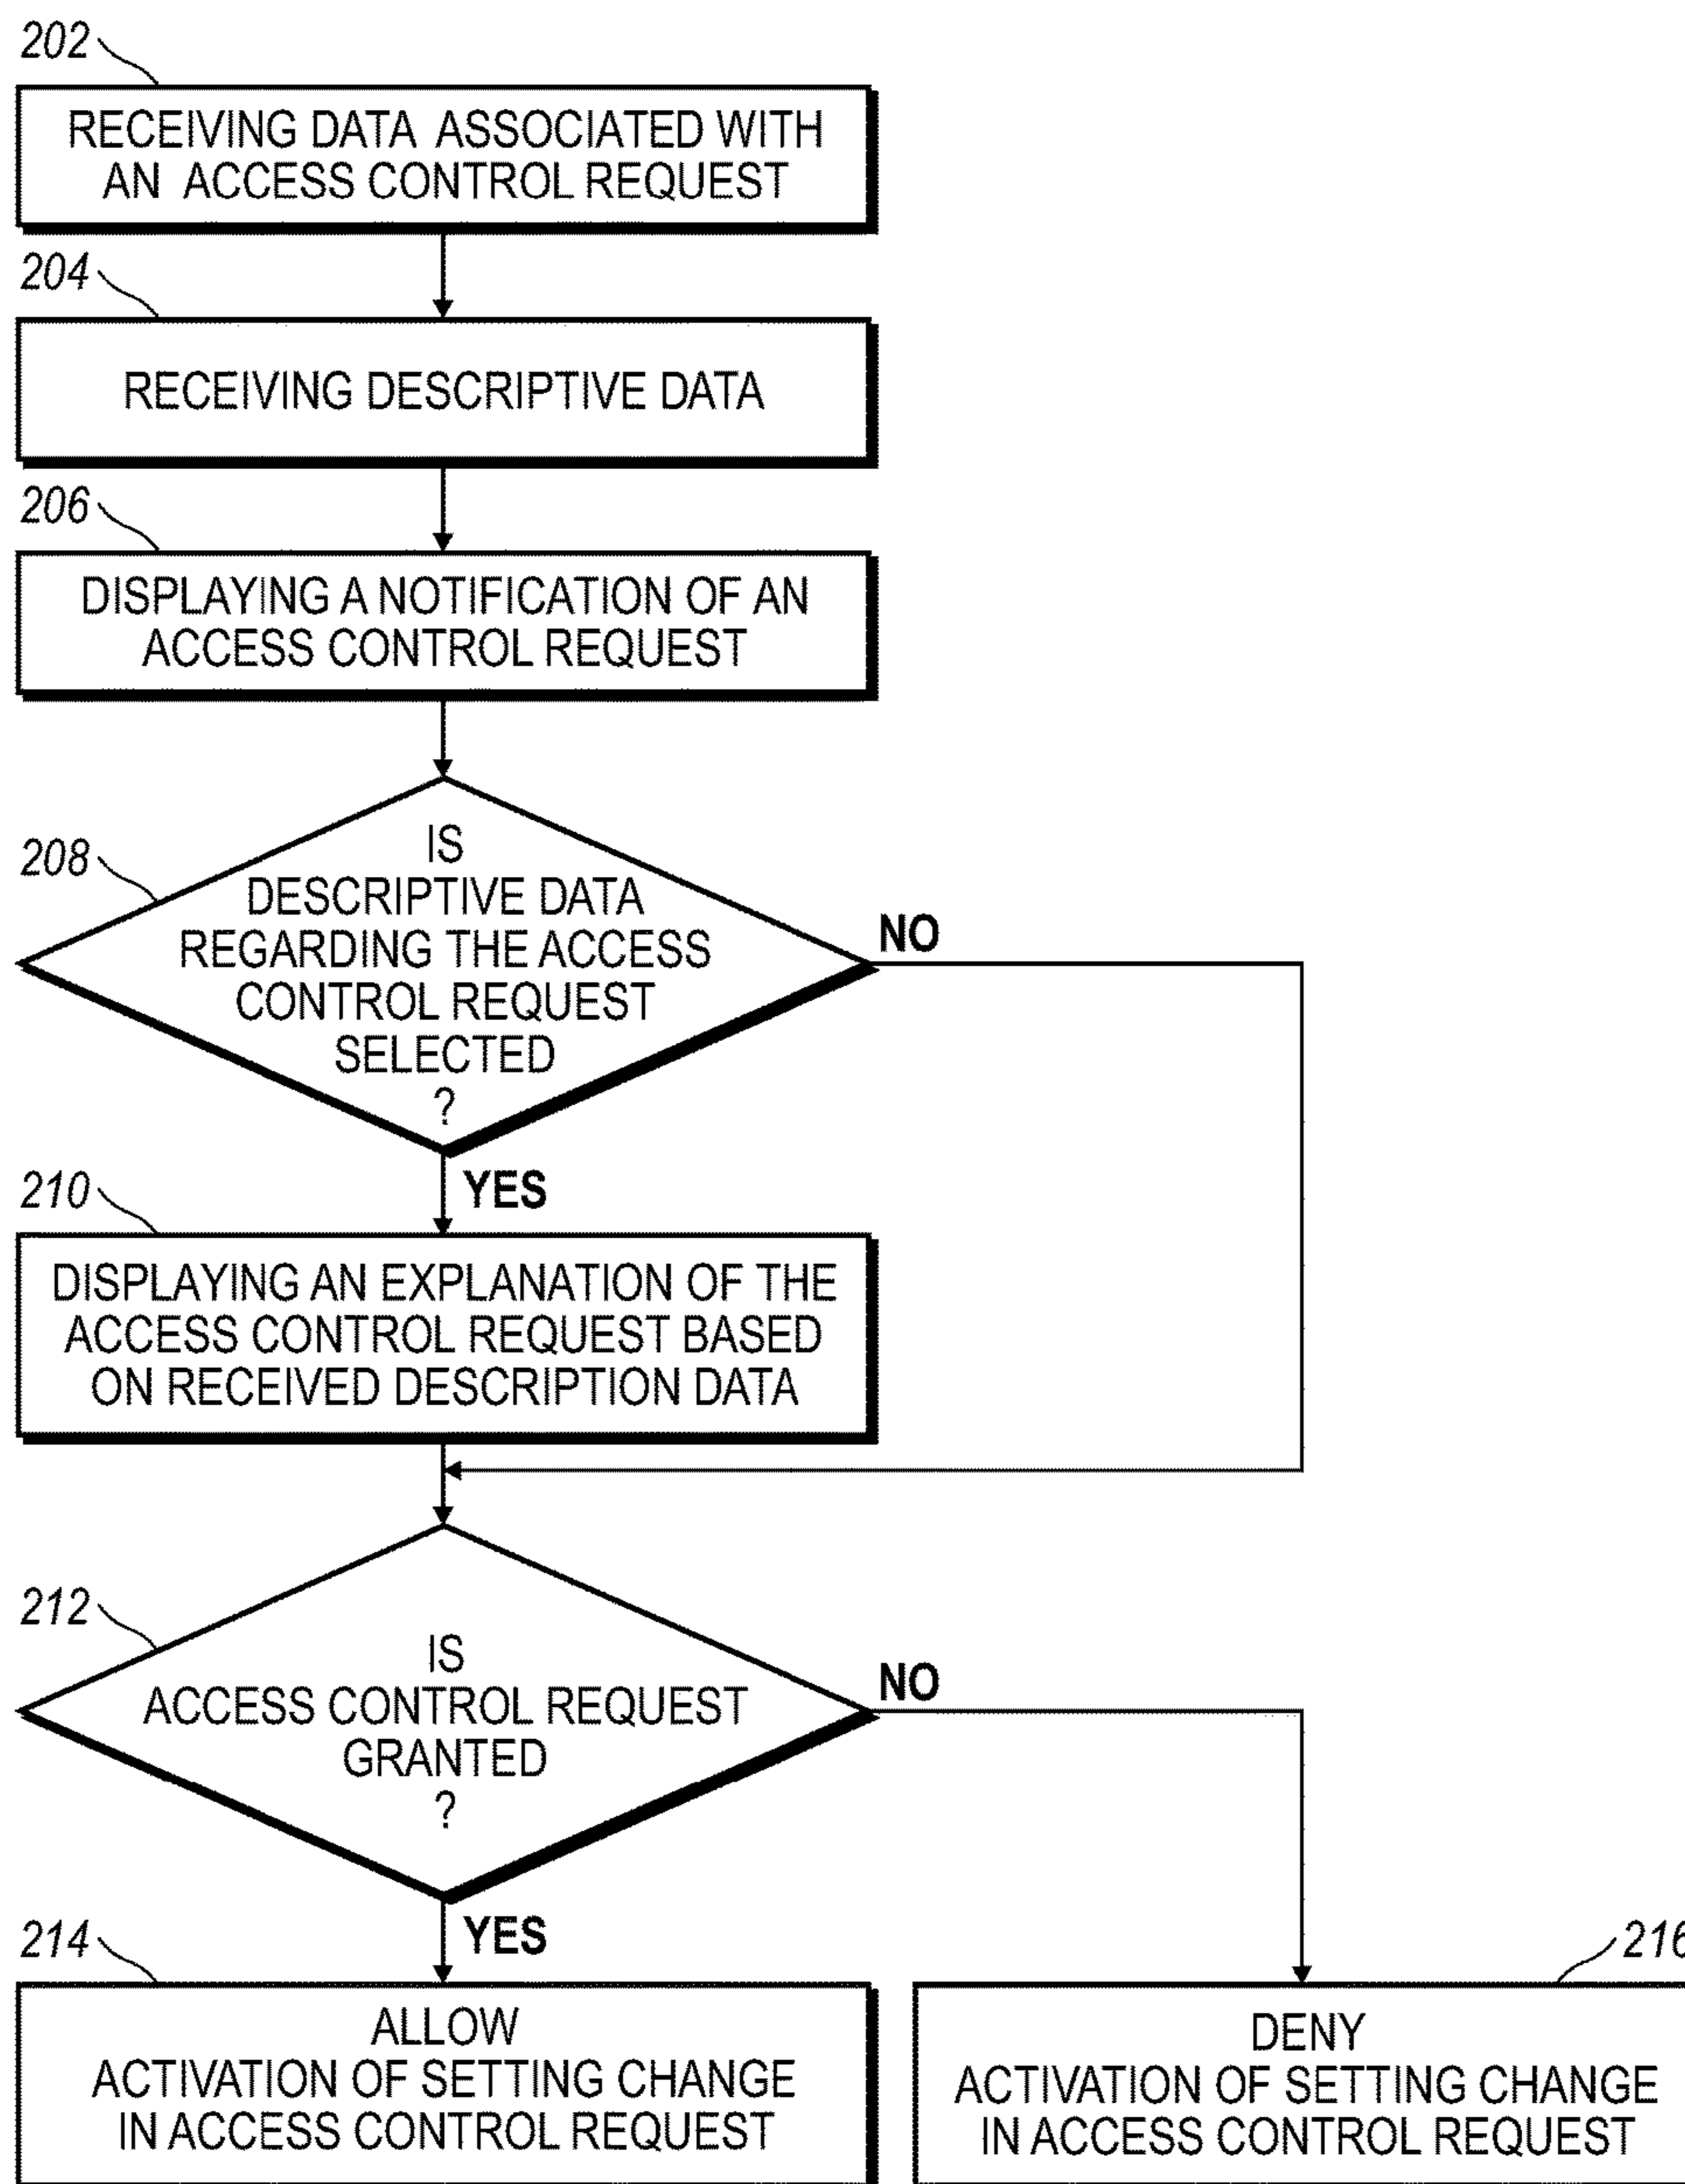 202
RECEIVING DATA ASSOCIATED WITH
AN ACCESS CONTROL REQUEST
204
RECEIVING DESCRIPTIVE DATA
206
DISPLAYING A NOTIFICATION OF AN
ACCESS CONTROL REQUEST
208
IS
DESCRIPTIVE DATA
REGARDING THE ACCESS
CONTROL REQUEST
SELECTED
?
NO
YES
210
DISPLAYING AN EXPLANATION OF THE
ACCESS CONTROL REQUEST BASED
ON RECEIVED DESCRIPTION DATA
212
IS
ACCESS CONTROL REQUEST
GRANTED
?
NO
YES
214
ALLOW
ACTIVATION OF SETTING CHANGE
IN ACCESS CONTROL REQUEST
216
DENY
ACTIVATION OF SETTING CHANGE
IN ACCESS CONTROL REQUEST